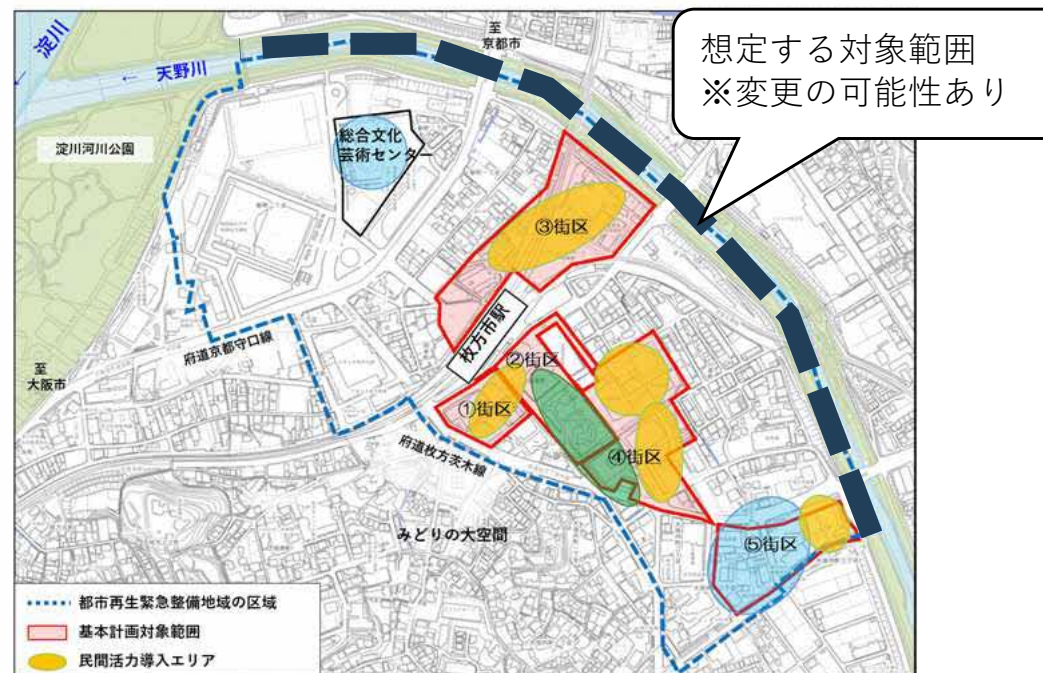 想定する対象範囲
※変更の可能性あり
至
京都市
淀川
← 天野川
淀川河川公園
総合文化
芸術センター
③街区
枚方市駅
府道京都守口線
至
大阪市
②街区
①街区
府道枚方茨木線
④街区
みどりの大空間
⑤街区
都市再生緊急整備地域の区域
基本計画対象範囲
民間活力導入エリア